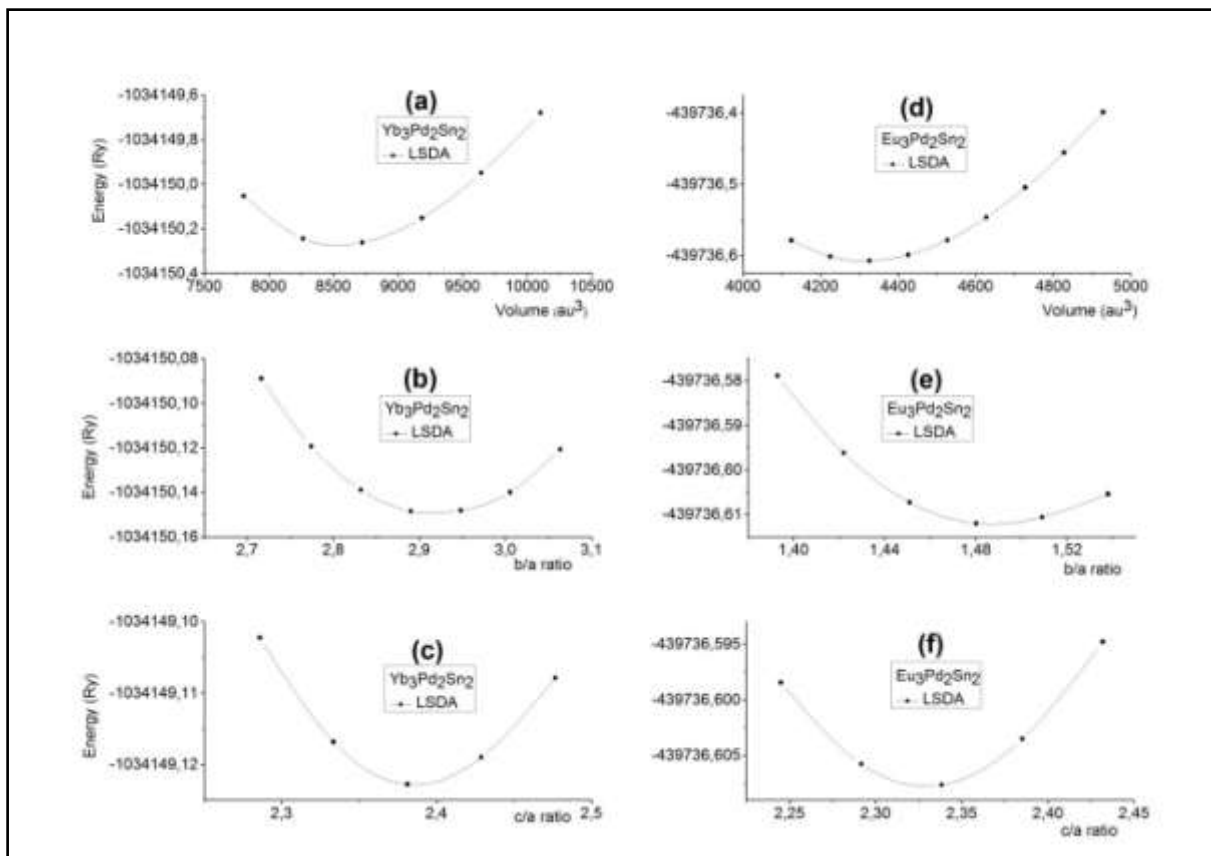 (a)
Yb3Pd2Sn2
LSDA
Energy (Ry)
-1034149,6
-1034149,8
-1034150,0
-1034150,2
-1034150,4
7500 8000 8500 9000 9500 10000 10500
Volume (au3)
(d)
Eu3Pd2Sn2
LSDA
-439736,4
-439736,5
-439736,6
4000 4200 4400 4600 4800 5000
Volume (au3)
(b)
Yb3Pd2Sn2
LSDA
Energy (Ry)
-1034150,08
-1034150,10
-1034150,12
-1034150,14
-1034150,16
2,7 2,8 2,9 3,0 3,1
b/a ratio
(e)
Eu3Pd2Sn2
LSDA
-439736,58
-439736,59
-439736,60
-439736,61
1,40 1,44 1,48 1,52
b/a ratio
(c)
Yb3Pd2Sn2
LSDA
Energy (Ry)
-1034149,10
-1034149,11
-1034149,12
2,3 2,4 2,5
c/a ratio
(f)
Eu3Pd2Sn2
LSDA
-439736,595
-439736,600
-439736,605
2,25 2,30 2,35 2,40 2,45
c/a ratio